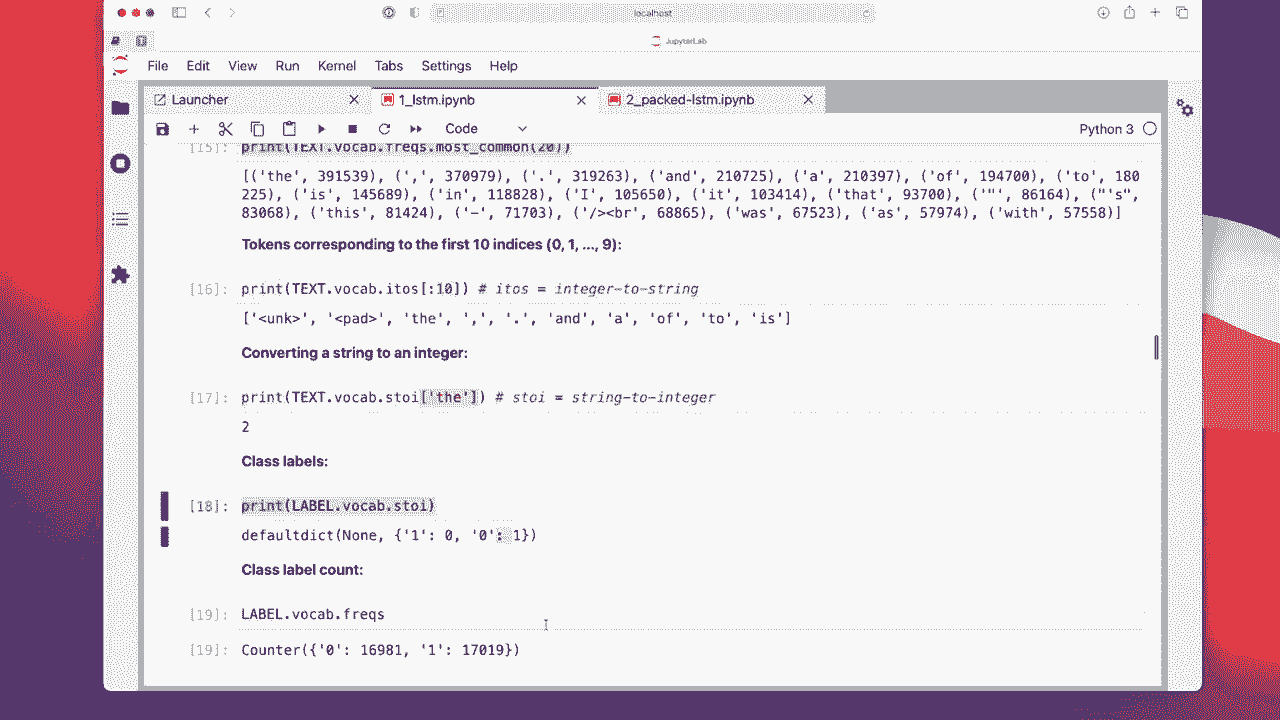 localhost
JupyterLab
File Edit View Run Kernel Tabs Settings Help
Launcher 1_lstm.ipynb 2_packed-lstm.ipynb
Code Python 3
[15]: print(TEXT.vocab.freqs.most_common(20))
[('the', 391539), (',', 370979), ('.', 319263), ('and', 210725), ('a', 210397), ('of', 194700), ('to', 180
225), ('is', 145689), ('in', 118828), ('I', 105650), ('it', 103414), ('that', 93700), ('"', 86164), ("'s",
83068), ('this', 81424), ('-', 71703), ('/><br', 68865), ('was', 67523), ('as', 57974), ('with', 57558)]
Tokens corresponding to the first 10 indices (0, 1, ..., 9):
[16]: print(TEXT.vocab.itos[:10]) # itos = integer-to-string
['<unk>', '<pad>', 'the', ',', '.', 'and', 'a', 'of', 'to', 'is']
Converting a string to an integer:
[17]: print(TEXT.vocab.stoi['the']) # stoi = string-to-integer
2
Class labels:
[18]: print(LABEL.vocab.stoi)
defaultdict(None, {'1': 0, '0': 1})
Class label count:
[19]: LABEL.vocab.freqs
[19]: Counter({'0': 16981, '1': 17019})